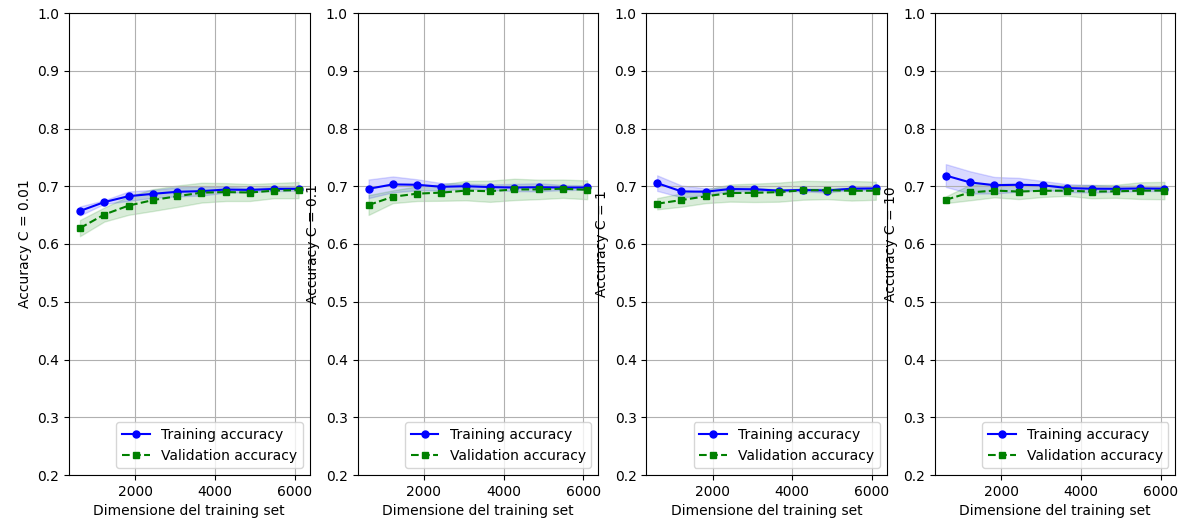 Accuracy C = 0.01
1.0
0.9
0.8
0.7
0.6
0.5
0.4
0.3
0.2
Training accuracy
Validation accuracy
2000 4000 6000
Dimensione del training set
Accuracy C = 0.1
1.0
0.9
0.8
0.7
0.6
0.5
0.4
0.3
0.2
Training accuracy
Validation accuracy
2000 4000 6000
Dimensione del training set
Accuracy C = 1
1.0
0.9
0.8
0.7
0.6
0.5
0.4
0.3
0.2
Training accuracy
Validation accuracy
2000 4000 6000
Dimensione del training set
Accuracy C = 10
1.0
0.9
0.8
0.7
0.6
0.5
0.4
0.3
0.2
Training accuracy
Validation accuracy
2000 4000 6000
Dimensione del training set